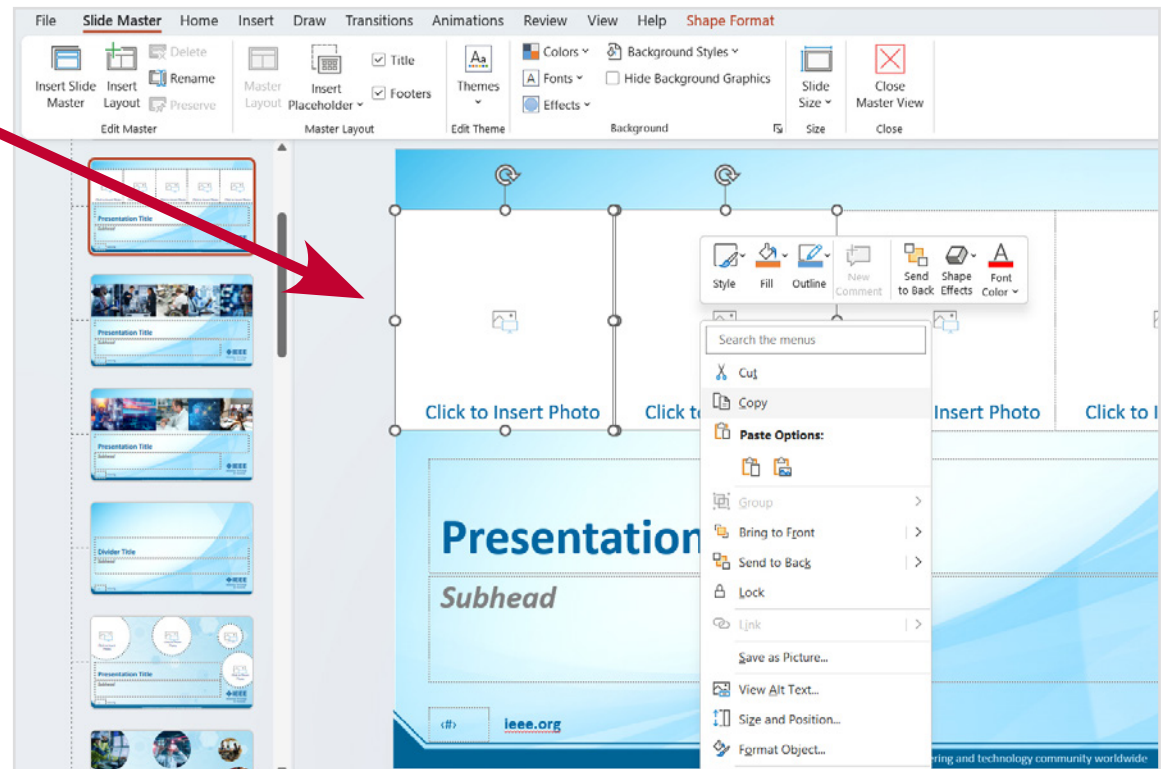 File Slide Master Home Insert Draw Transitions Animations Review View Help Shape Format
Insert Slide Master
Insert Layout
Delete
Rename
Preserve
Edit Master
Master Layout
Insert Placeholder
Title
Footers
Master Layout
Themes
Edit Theme
Colors
Fonts
Effects
Background Styles
Hide Background Graphics
Background
Slide Size
Size
Close Master View
Close
Presentation Title
Subhead
Presentation Title
Subhead
IEEE
Presentation Title
Subhead
IEEE
Divider Title
Subhead
IEEE
Presentation Title
Subhead
IEEE
Style
Fill
Outline
New Comment
Send to Back
Shape Effects
Font Color
Search the menus
Cut
Copy
Paste Options:
Group
Bring to Front
Send to Back
Lock
Link
Save as Picture...
View Alt Text...
Size and Position...
Format Object...
Click to Insert Photo
Click t
Insert Photo
Click to I
Presentation
Subhead
‹#›
ieee.org
ering and technology community worldwide